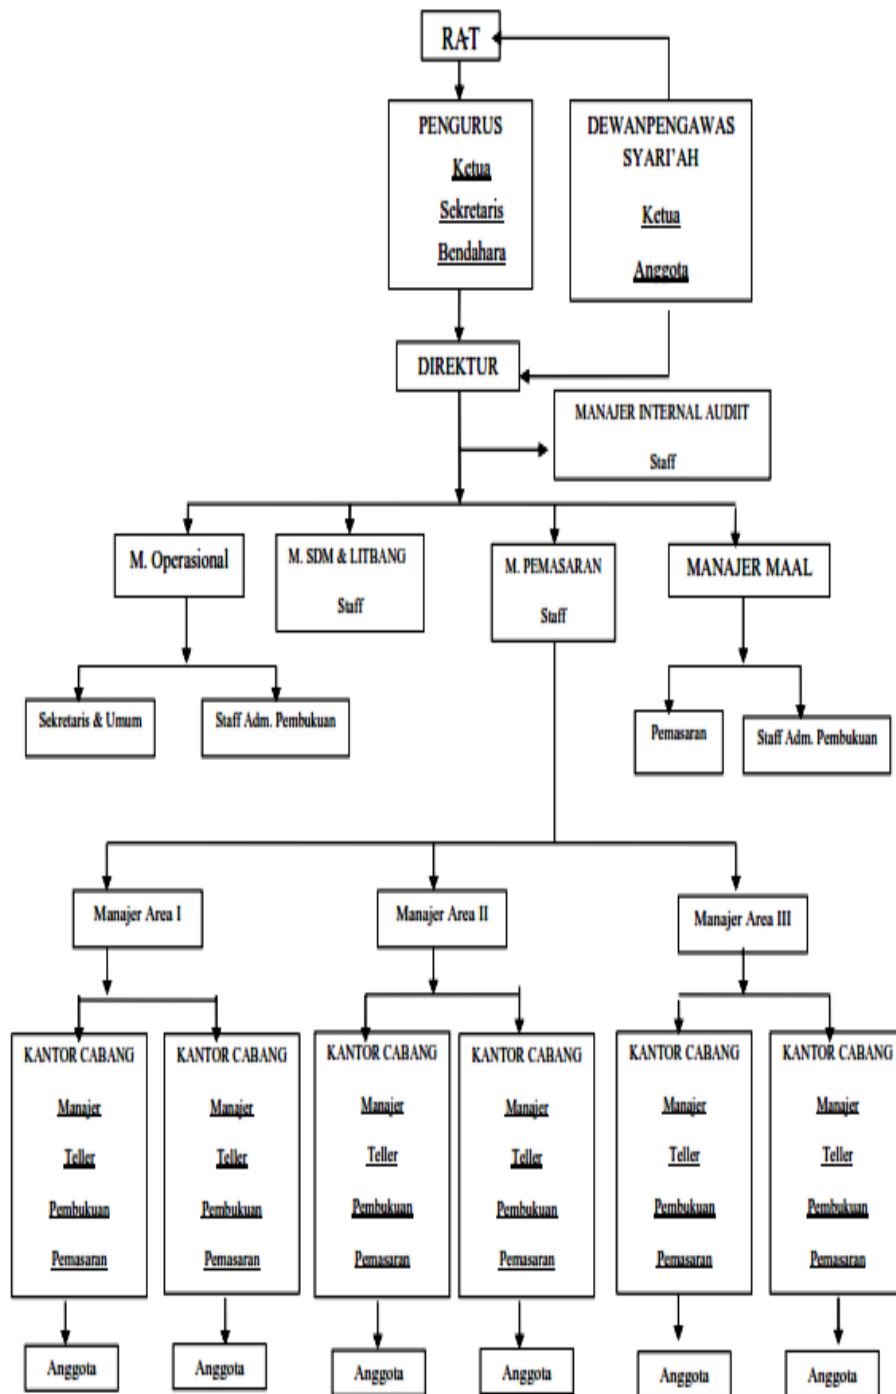 RAT
PENGURUS
Ketua
Sekretaris
Bendahara
DEWANPENGAWAS
SYARI'AH
Ketua
Anggota
DIREKTUR
MANAJER INTERNAL AUDIIT
Staff
M. Operasional
M. SDM & LITBANG
Staff
M. PEMASARAN
Staff
MANAJER MAAL
Sekretaris & Umum
Staff Adm. Pembukuan
Pemasaran
Staff Adm. Pembukuan
Manajer Area I
Manajer Area II
Manajer Area III
KANTOR CABANG
Manajer
Teller
Pembukuan
Pemasaran
KANTOR CABANG
Manajer
Teller
Pembukuan
Pemasaran
KANTOR CABANG
Manajer
Teller
Pembukuan
Pemasaran
KANTOR CABANG
Manajer
Teller
Pembukuan
Pemasaran
KANTOR CABANG
Manajer
Teller
Pembukuan
Pemasaran
KANTOR CABANG
Manajer
Teller
Pembukuan
Pemasaran
Anggota
Anggota
Anggota
Anggota
Anggota
Anggota